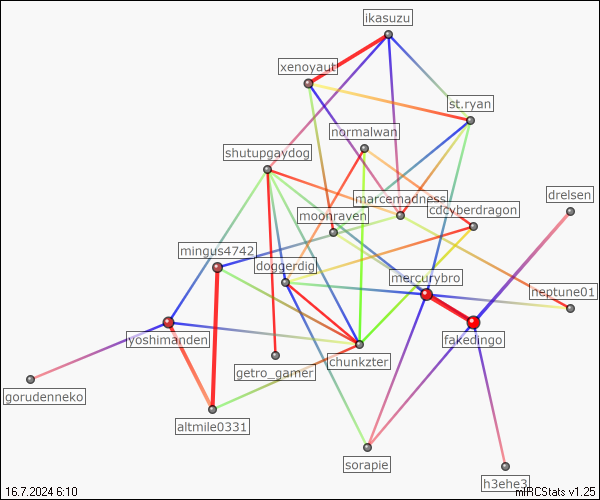 ikasuzu
xenoyaut
st.ryan
normalwan
shutupgaydog
drelsen
marcemadness
cdcyberdragon
moonraven
mingus4742
doggerdig
mercurybro
neptune01
yoshimanden
fakedingo
chunkzter
getro_gamer
gorudenneko
altmile0331
sorapie
h3ehe3
16.7.2024 6:10
mIRCStats v1.25